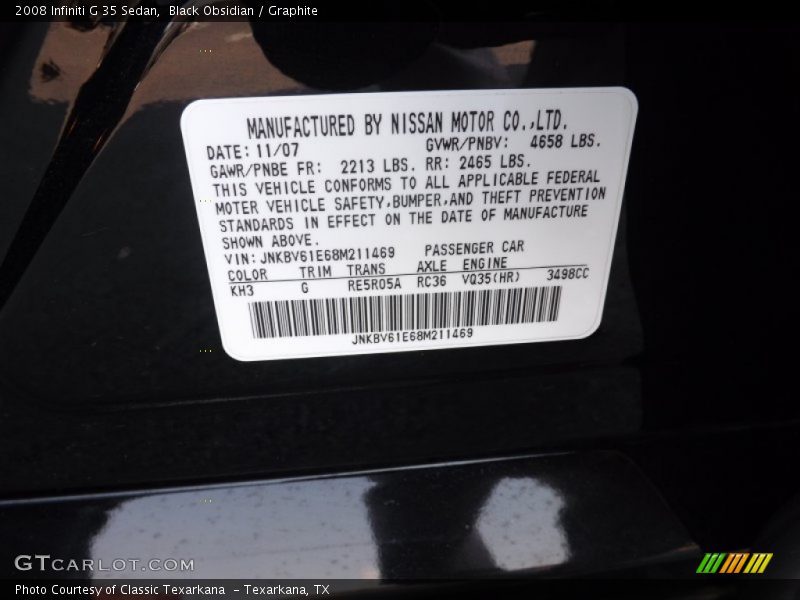 2008 Infiniti G 35 Sedan, Black Obsidian / Graphite
MANUFACTURED BY NISSAN MOTOR CO.,LTD.
DATE: 11/07 GVWR/PNBV: 4658 LBS.
GAWR/PNBE FR: 2213 LBS. RR: 2465 LBS.
THIS VEHICLE CONFORMS TO ALL APPLICABLE FEDERAL
MOTER VEHICLE SAFETY,BUMPER,AND THEFT PREVENTION
STANDARDS IN EFFECT ON THE DATE OF MANUFACTURE
SHOWN ABOVE.
VIN: JNKBV61E68M211469 PASSENGER CAR
COLOR TRIM TRANS AXLE ENGINE
KH3 G RE5R05A RC36 VQ35(HR) 3498CC
JNKBV61E68M211469
GTCARLOT.COM
Photo Courtesy of Classic Texarkana - Texarkana, TX